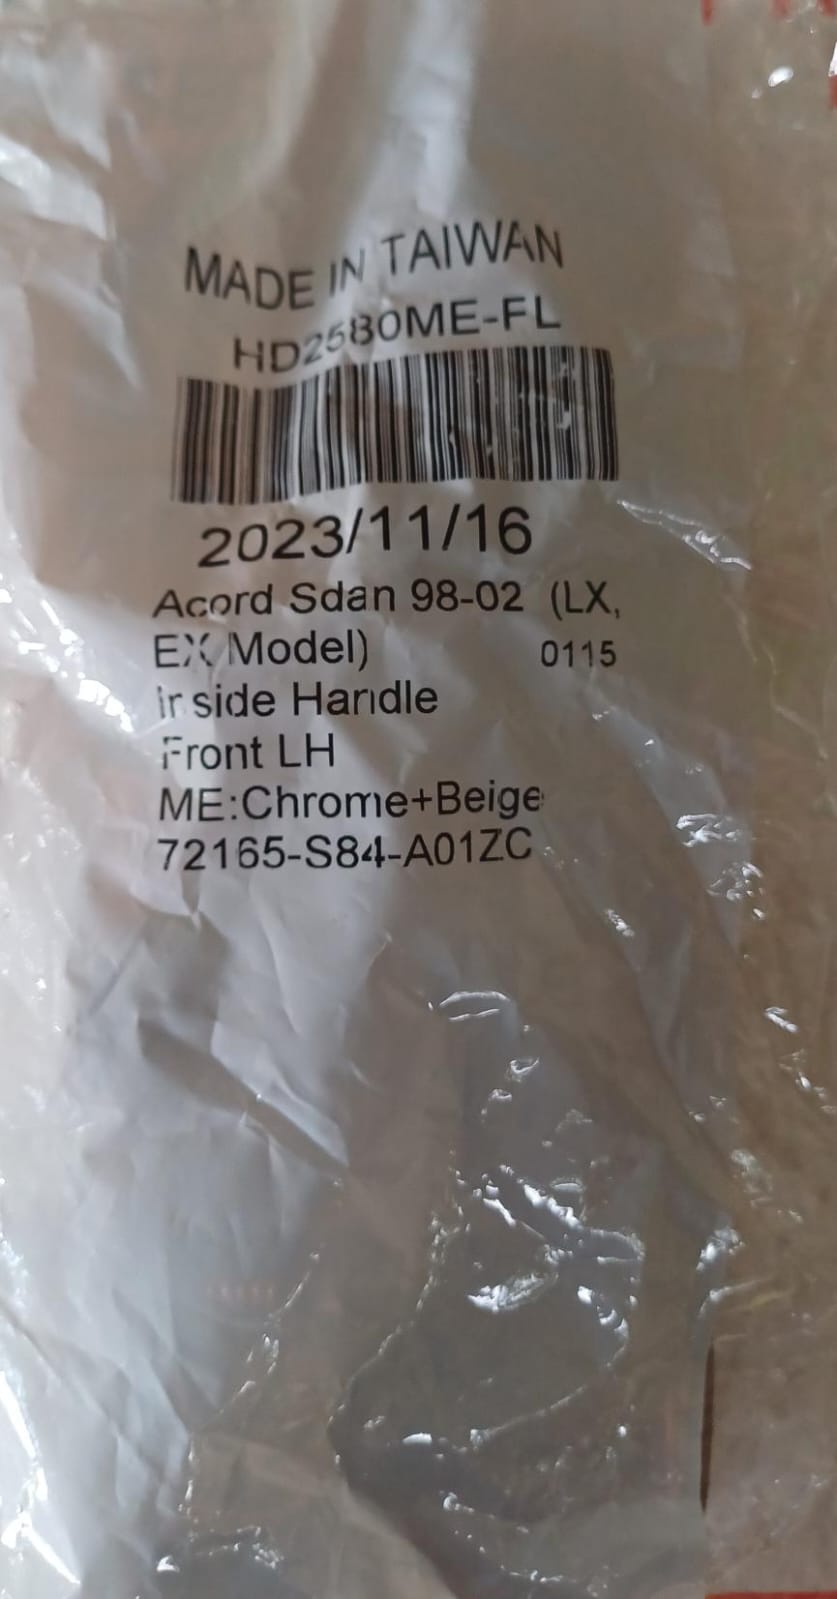 MADE IN TAIWAN
HD2580ME-FL
2023/11/16
Acord Sdan 98-02 (LX,
EX Model) 0115
Inside Handle
Front LH
ME:Chrome+Beige
72165-S84-A01ZC